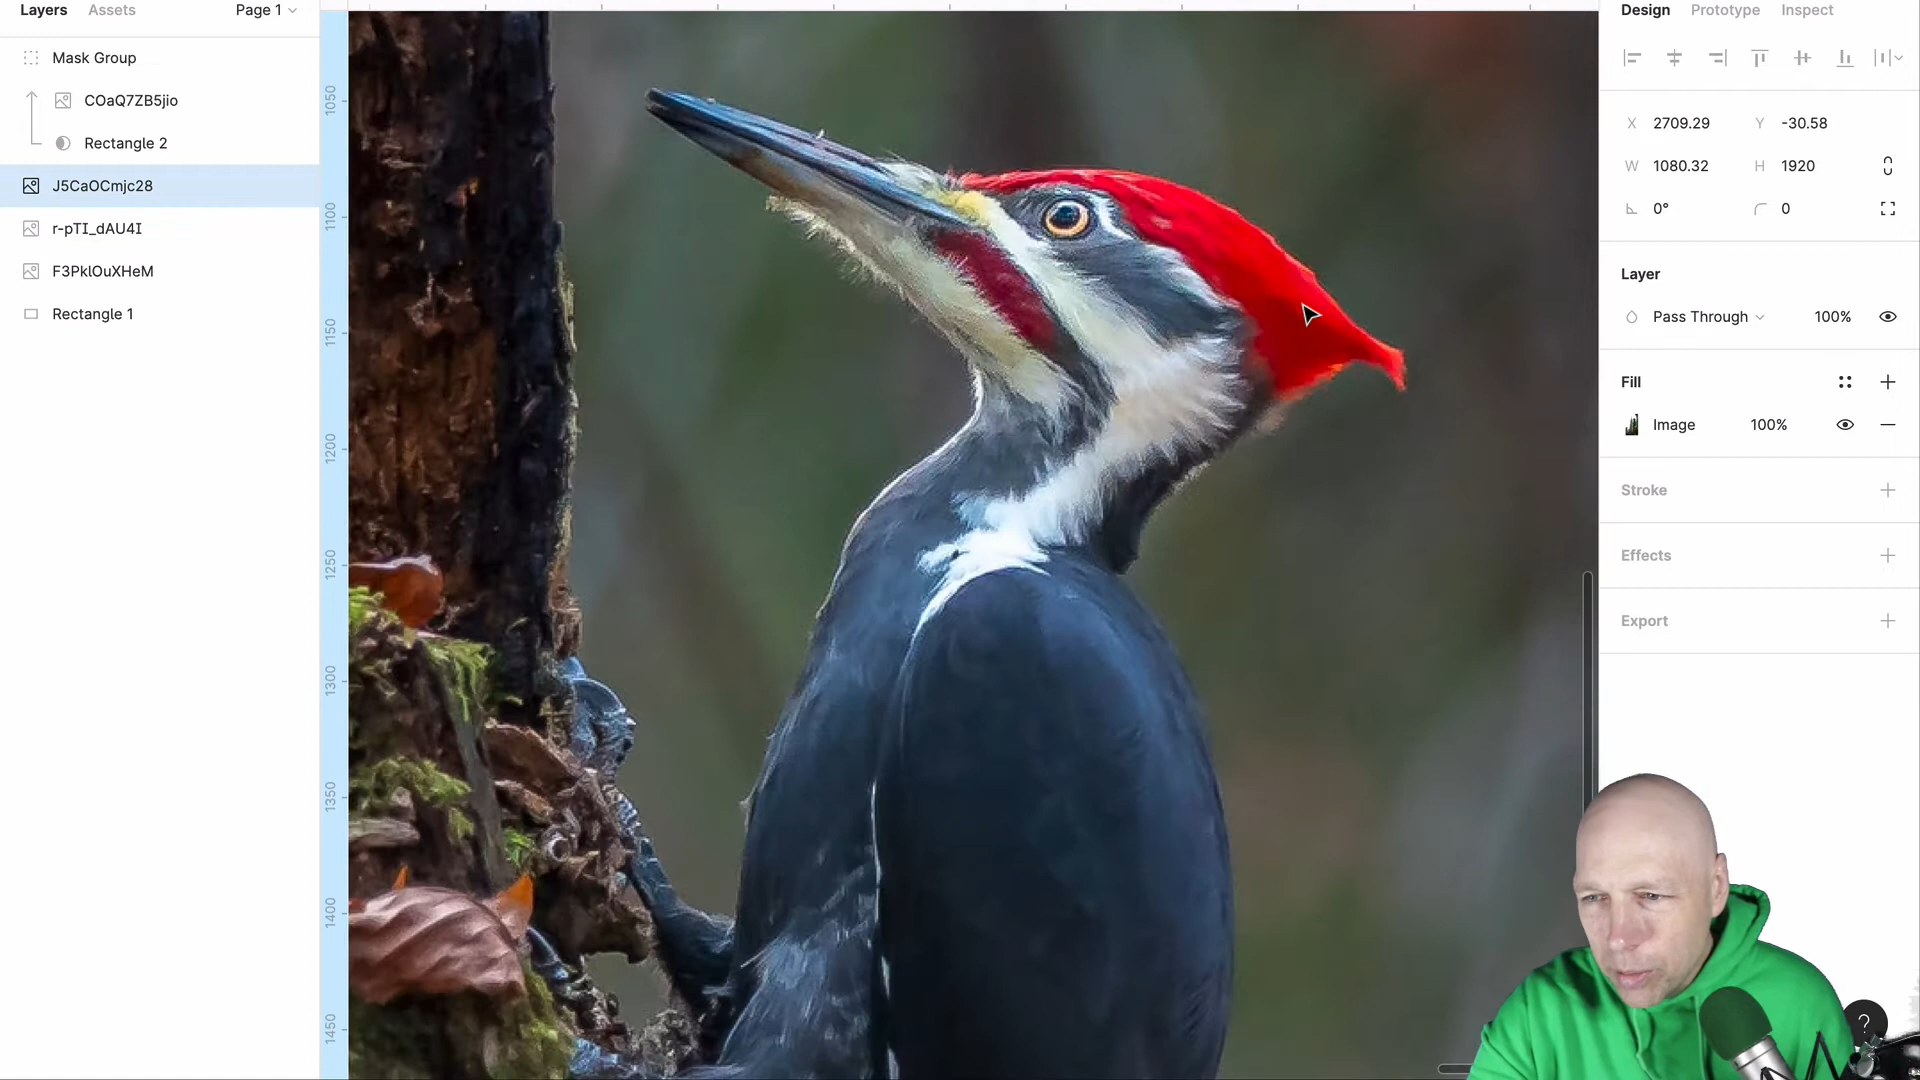 Layers Assets Page 1
Mask Group
COaQ7ZB5jio
Rectangle 2
J5CaOCmjc28
r-pTI_dAU4I
F3PklOuXHeM
Rectangle 1
1050
1100
1150
1200
1250
1300
1350
1400
1450
Design Prototype Inspect
X 2709.29 Y -30.58
W 1080.32 H 1920
0° 0
Layer
Pass Through 100%
Fill
Image 100%
Stroke
Effects
Export
?